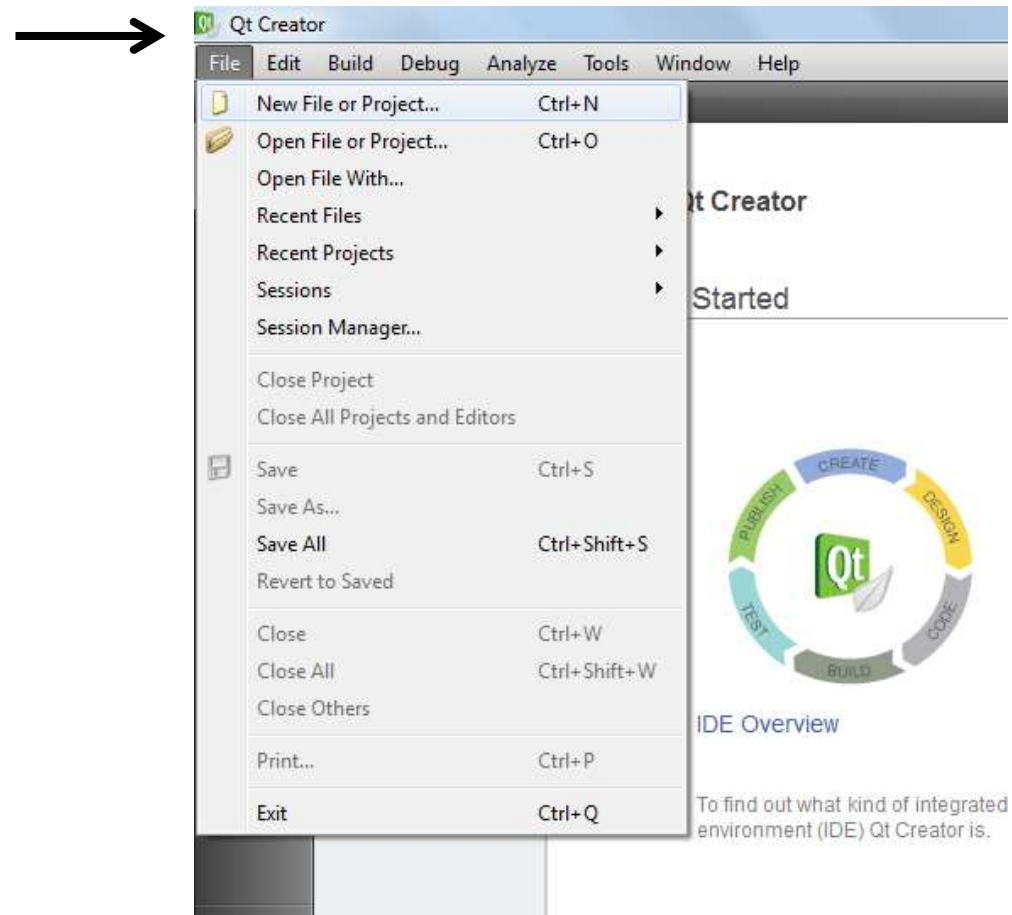 Qt Creator
File Edit Build Debug Analyze Tools Window Help
New File or Project... Ctrl+N
Open File or Project... Ctrl+O
Open File With...
Recent Files
Recent Projects
Sessions
Session Manager...
Close Project
Close All Projects and Editors
Save Ctrl+S
Save As...
Save All Ctrl+Shift+S
Revert to Saved
Close Ctrl+W
Close All Ctrl+Shift+W
Close Others
Print... Ctrl+P
Exit Ctrl+Q
Qt Creator
Started
CREATE
DESIGN
CODE
BUILD
TEST
PUBLISH
Qt
IDE Overview
To find out what kind of integrated
environment (IDE) Qt Creator is.